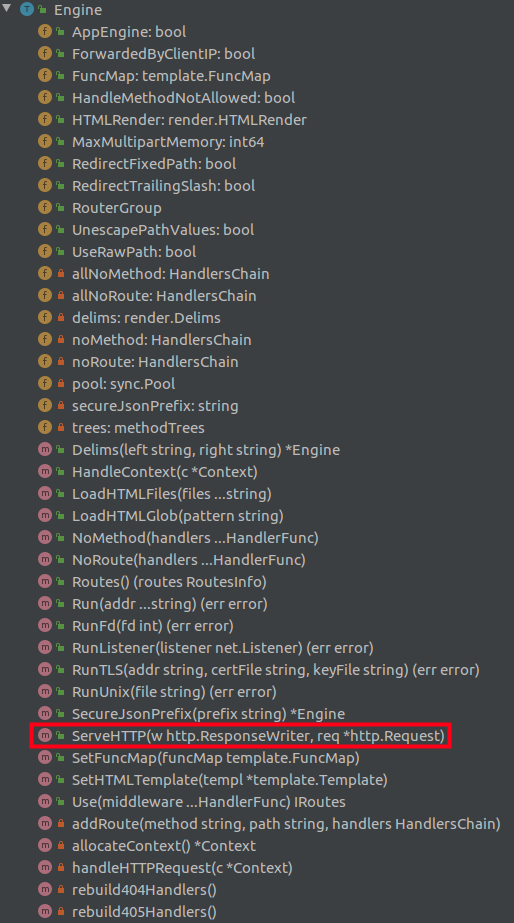 Engine
AppEngine: bool
ForwardedByClientIP: bool
FuncMap: template.FuncMap
HandleMethodNotAllowed: bool
HTMLRender: render.HTMLRender
MaxMultipartMemory: int64
RedirectFixedPath: bool
RedirectTrailingSlash: bool
RouterGroup
UnescapePathValues: bool
UseRawPath: bool
allNoMethod: HandlersChain
allNoRoute: HandlersChain
delims: render.Delims
noMethod: HandlersChain
noRoute: HandlersChain
pool: sync.Pool
secureJsonPrefix: string
trees: methodTrees
Delims(left string, right string) *Engine
HandleContext(c *Context)
LoadHTMLFiles(files ...string)
LoadHTMLGlob(pattern string)
NoMethod(handlers ...HandlerFunc)
NoRoute(handlers ...HandlerFunc)
Routes() (routes RoutesInfo)
Run(addr ...string) (err error)
RunFd(fd int) (err error)
RunListener(listener net.Listener) (err error)
RunTLS(addr string, certFile string, keyFile string) (err error)
RunUnix(file string) (err error)
SecureJsonPrefix(prefix string) *Engine
ServeHTTP(w http.ResponseWriter, req *http.Request)
SetFuncMap(funcMap template.FuncMap)
SetHTMLTemplate(templ *template.Template)
Use(middleware ...HandlerFunc) IRoutes
addRoute(method string, path string, handlers HandlersChain)
allocateContext() *Context
handleHTTPRequest(c *Context)
rebuild404Handlers()
rebuild405Handlers()